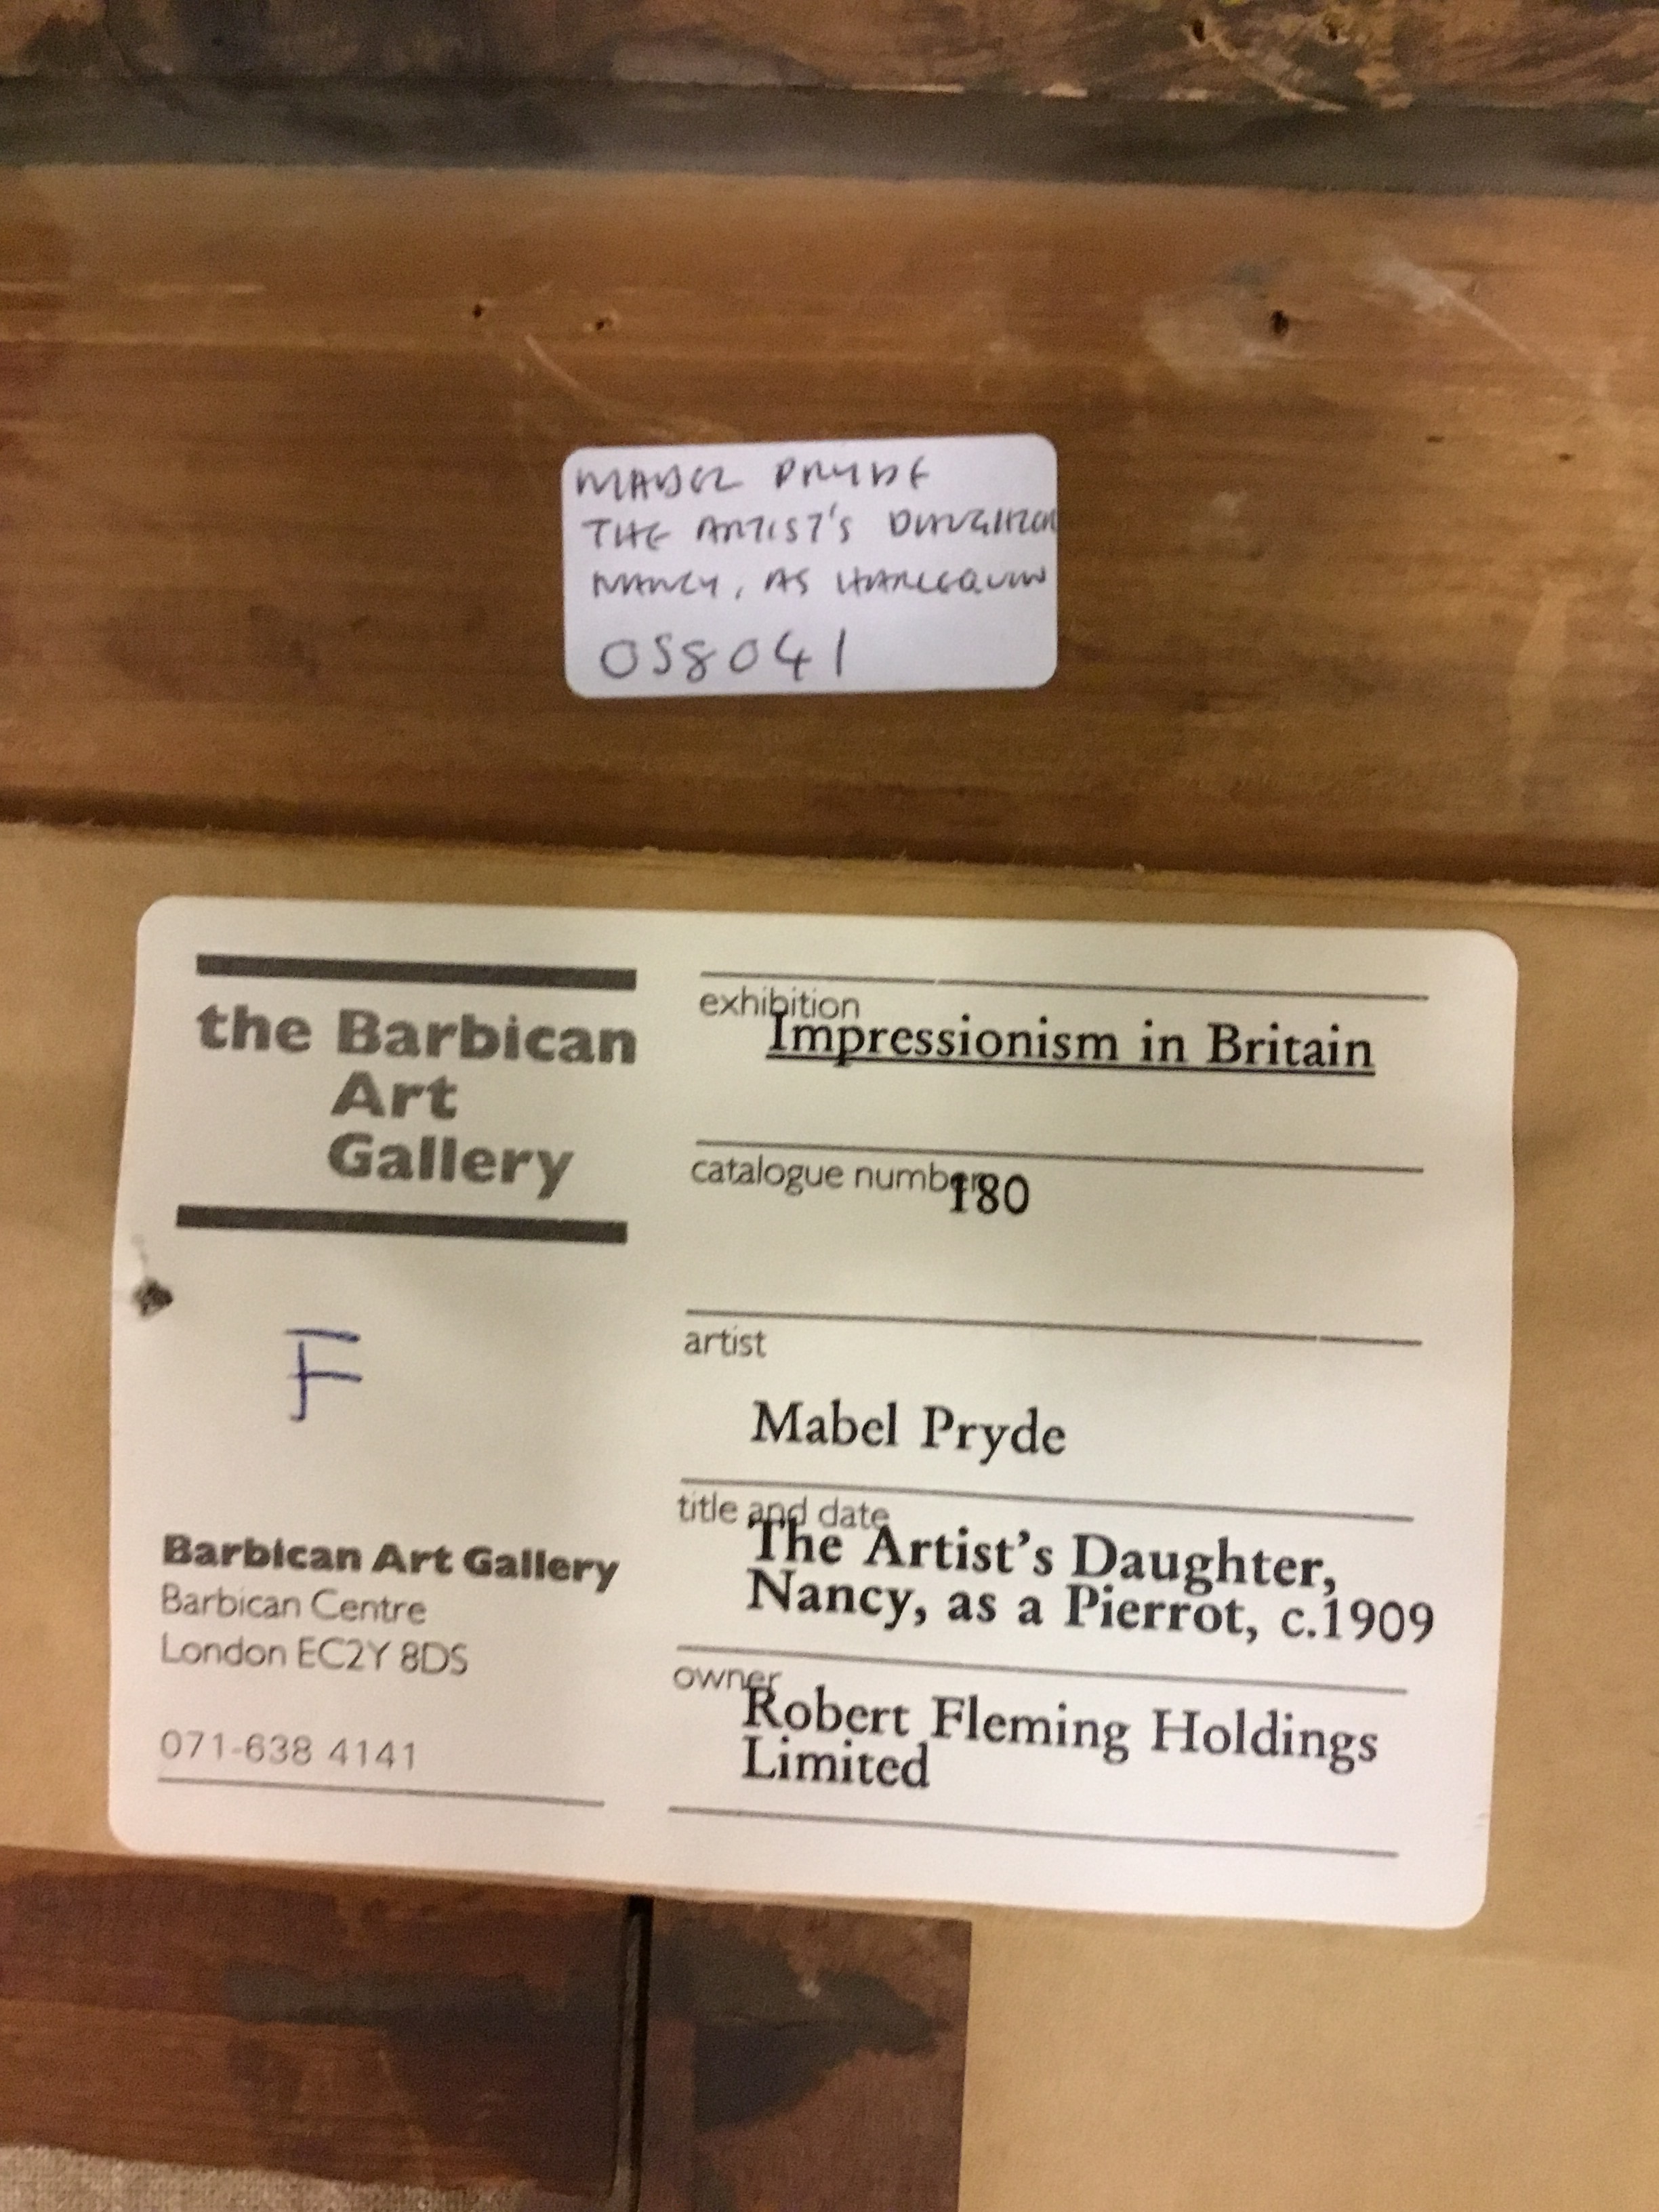 MABEL PRYDE
THE ARTIST'S DAUGHTER
NANCY, AS HARLEQUIN
OS8041
the Barbican
Art
Gallery
F
Barbican Art Gallery
Barbican Centre
London EC2Y 8DS
071-638 4141
exhibition
Impressionism in Britain
catalogue number
180
artist
Mabel Pryde
title and date
The Artist's Daughter,
Nancy, as a Pierrot, c.1909
owner
Robert Fleming Holdings
Limited